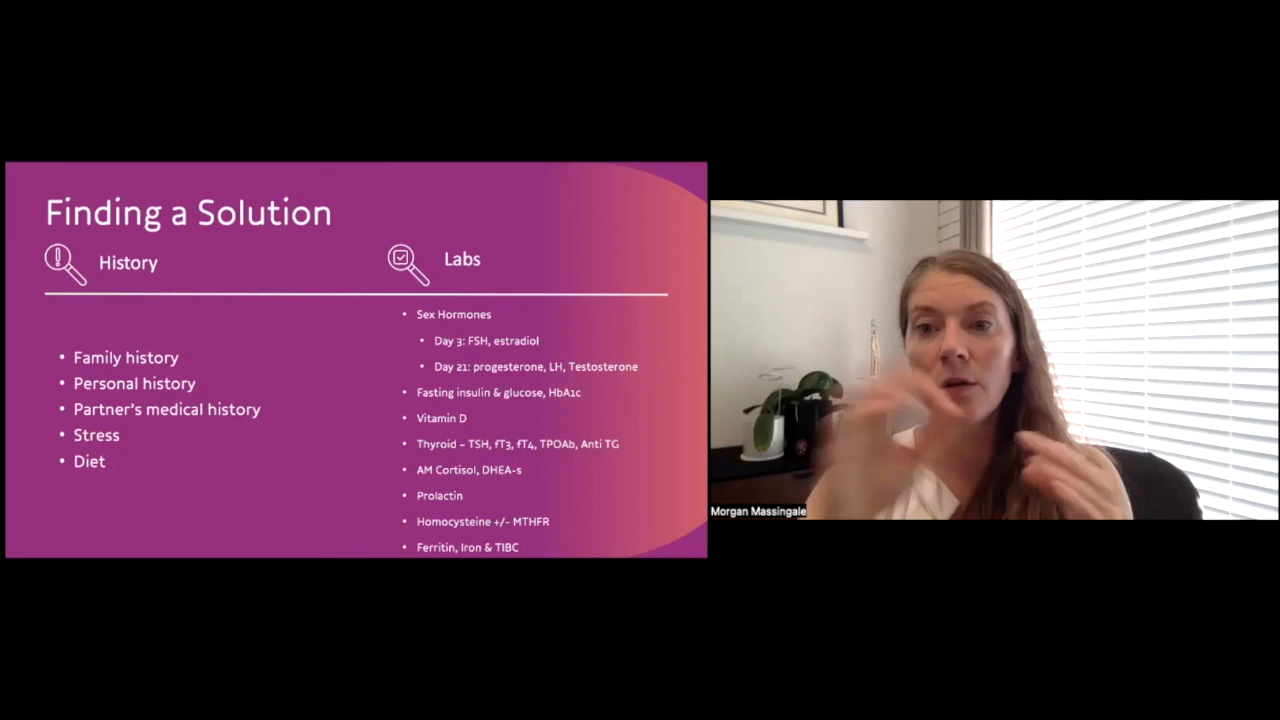 Finding a Solution
History
• Family history
• Personal history
• Partner's medical history
• Stress
• Diet
Labs
• Sex Hormones
• Day 3: FSH, estradiol
• Day 21: progesterone, LH, Testosterone
• Fasting insulin & glucose, HbA1c
• Vitamin D
• Thyroid – TSH, fT3, fT4, TPOAb, Anti TG
• AM Cortisol, DHEA-s
• Prolactin
• Homocysteine +/- MTHFR
• Ferritin, Iron & TIBC
Morgan Massingale